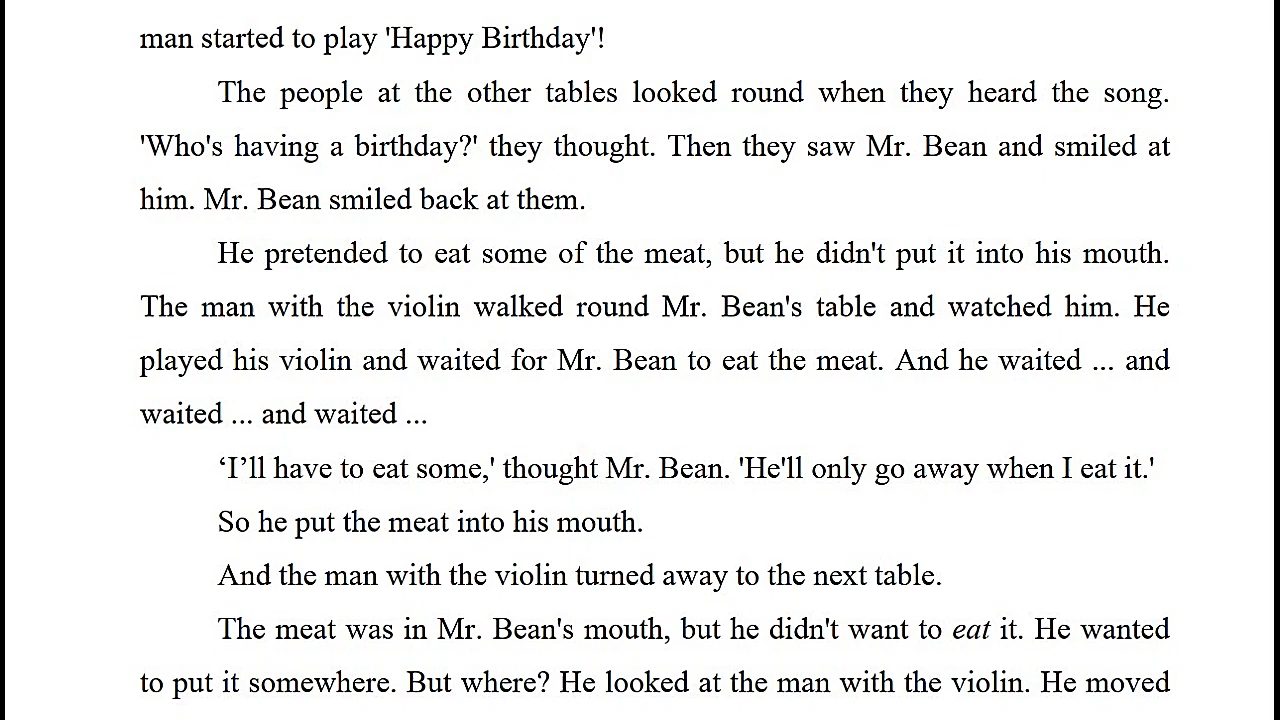 man started to play 'Happy Birthday'!
The people at the other tables looked round when they heard the song.
'Who's having a birthday?' they thought. Then they saw Mr. Bean and smiled at
him. Mr. Bean smiled back at them.
He pretended to eat some of the meat, but he didn't put it into his mouth.
The man with the violin walked round Mr. Bean's table and watched him. He
played his violin and waited for Mr. Bean to eat the meat. And he waited ... and
waited ... and waited ...
‘I’ll have to eat some,' thought Mr. Bean. 'He'll only go away when I eat it.'
So he put the meat into his mouth.
And the man with the violin turned away to the next table.
The meat was in Mr. Bean's mouth, but he didn't want to eat it. He wanted
to put it somewhere. But where? He looked at the man with the violin. He moved